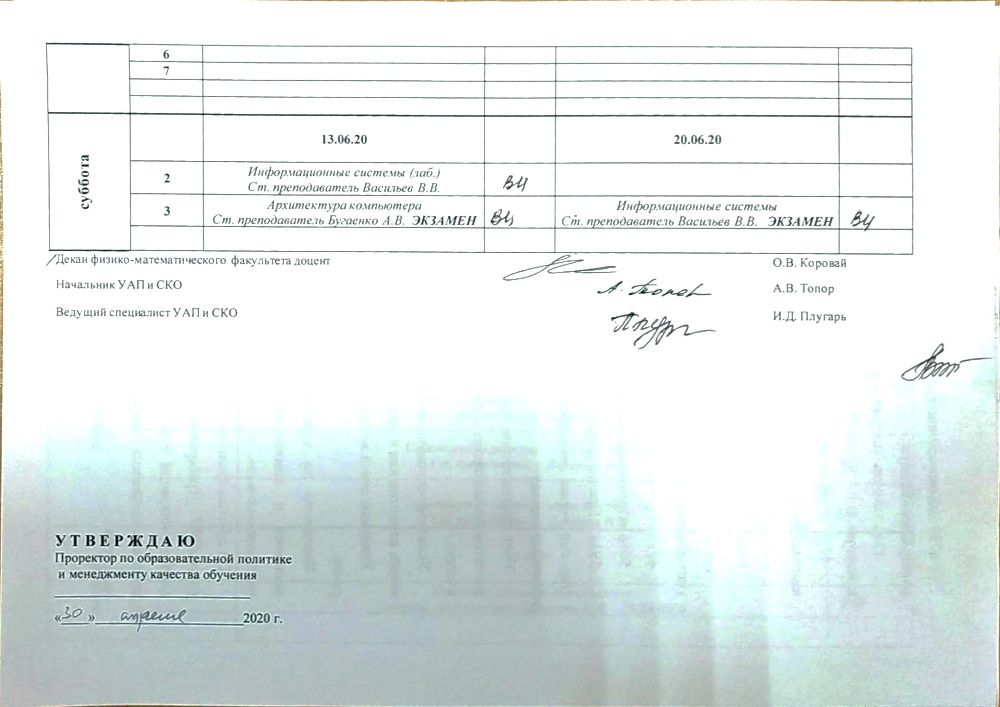 6
7
суббота
13.06.20
20.06.20
2
Информационные системы (лаб.)
Ст. преподаватель Васильев В.В.
ВЦ
3
Архитектура компьютера
Ст. преподаватель Бугаенко А.В. ЭКЗАМЕН
ВЦ
Информационные системы
Ст. преподаватель Васильев В.В. ЭКЗАМЕН
ВЦ
Декан физико-математического факультета доцент
О.В. Коровай
Начальник УАП и СКО
А.В. Топор
Ведущий специалист УАП и СКО
И.Д. Плугарь
УТВЕРЖДАЮ
Проректор по образовательной политике
и менеджменту качества обучения
«30» апреля 2020 г.